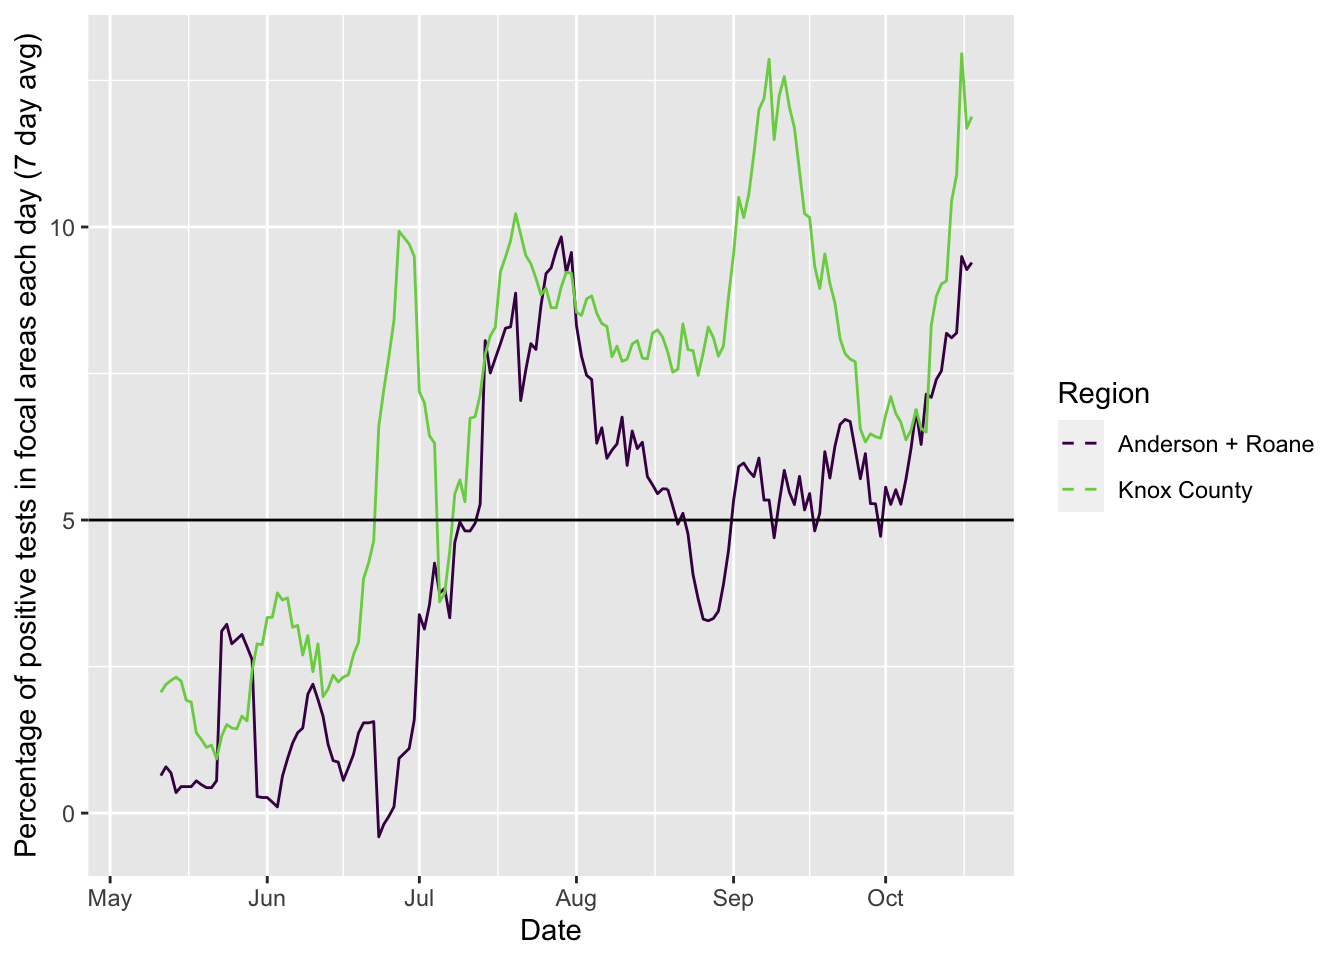 Percentage of positive tests in focal areas each day (7 day avg)
10
5
0
May Jun Jul Aug Sep Oct
Date
Region
Anderson + Roane
Knox County